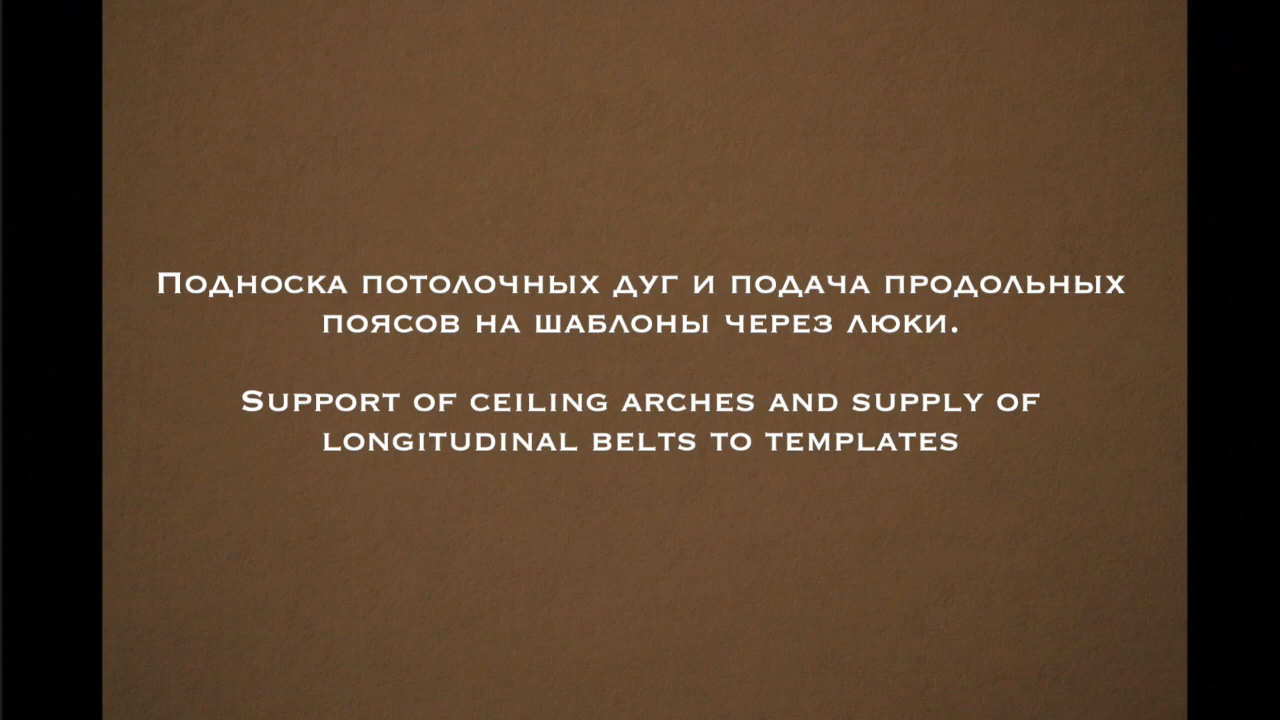 Подноска потолочных дуг и подача продольных
поясов на шаблоны через люки.
Support of ceiling arches and supply of
longitudinal belts to templates